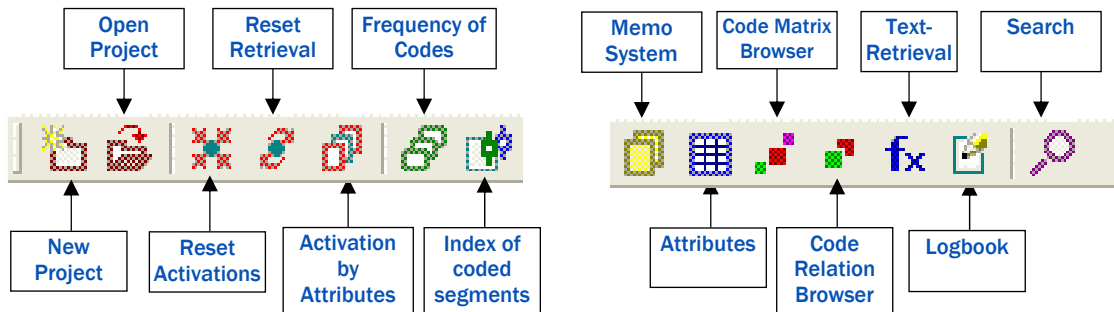 Open
Project
Reset
Retrieval
Frequency of
Codes
Memo
System
Code Matrix
Browser
Text-
Retrieval
Search
fx
New
Project
Reset
Activations
Activation
by
Attributes
Index of
coded
segments
Attributes
Code
Relation
Browser
Logbook